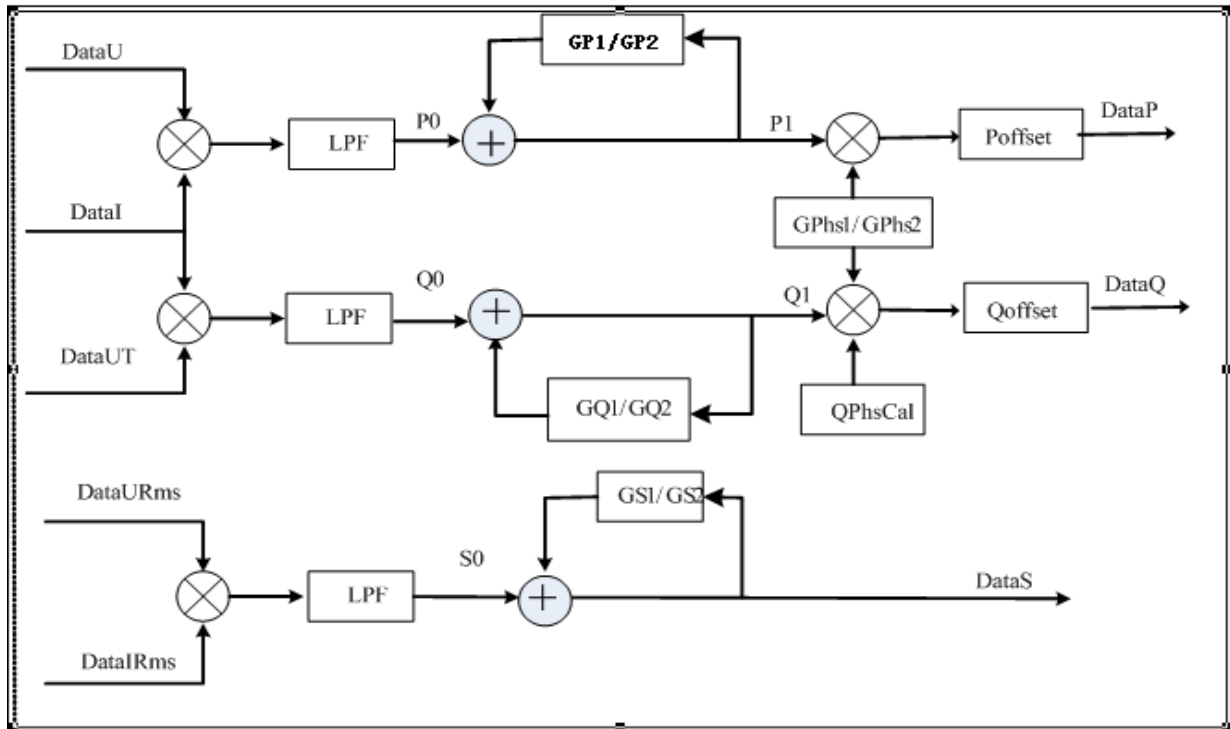 DataU
GP1/GP2
P0
P1
DataP
LPF
Poffset
DataI
GPhs1/GPhs2
Q0
Q1
DataQ
LPF
Qoffset
DataUT
GQ1/GQ2
QPhsCal
DataURms
GS1/GS2
S0
LPF
DataS
DataIRms